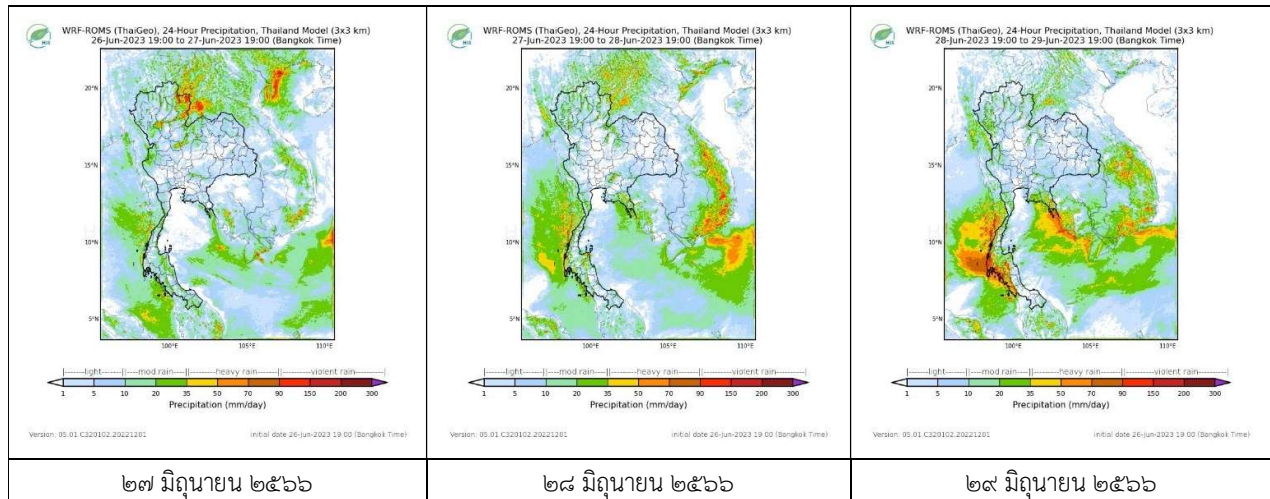 WRF-ROMS (ThaiGeo), 24-Hour Precipitation, Thailand Model (3x3 km)
26-Jun-2023 19:00 to 27-Jun-2023 19:00 (Bangkok Time)
20°N
15°N
10°N
5°N
100°E 105°E 110°E
|--------light-------||----mod rain----||--------heavy rain-------||------------violent rain---------|
1 5 10 20 35 50 70 90 150 200 300
Precipitation (mm/day)
Version: 05.01.C320102.20221201 initial date 26-Jun-2023 19:00 (Bangkok Time)
๒๗ มิถุนายน ๒๕๖๖
WRF-ROMS (ThaiGeo), 24-Hour Precipitation, Thailand Model (3x3 km)
27-Jun-2023 19:00 to 28-Jun-2023 19:00 (Bangkok Time)
20°N
15°N
10°N
5°N
100°E 105°E 110°E
|--------light-------||----mod rain----||--------heavy rain-------||------------violent rain---------|
1 5 10 20 35 50 70 90 150 200 300
Precipitation (mm/day)
Version: 05.01.C320102.20221201 initial date 26-Jun-2023 19:00 (Bangkok Time)
๒๘ มิถุนายน ๒๕๖๖
WRF-ROMS (ThaiGeo), 24-Hour Precipitation, Thailand Model (3x3 km)
28-Jun-2023 19:00 to 29-Jun-2023 19:00 (Bangkok Time)
20°N
15°N
10°N
5°N
100°E 105°E 110°E
|--------light-------||----mod rain----||--------heavy rain-------||------------violent rain---------|
1 5 10 20 35 50 70 90 150 200 300
Precipitation (mm/day)
Version: 05.01.C320102.20221201 initial date 26-Jun-2023 19:00 (Bangkok Time)
๒๙ มิถุนายน ๒๕๖๖